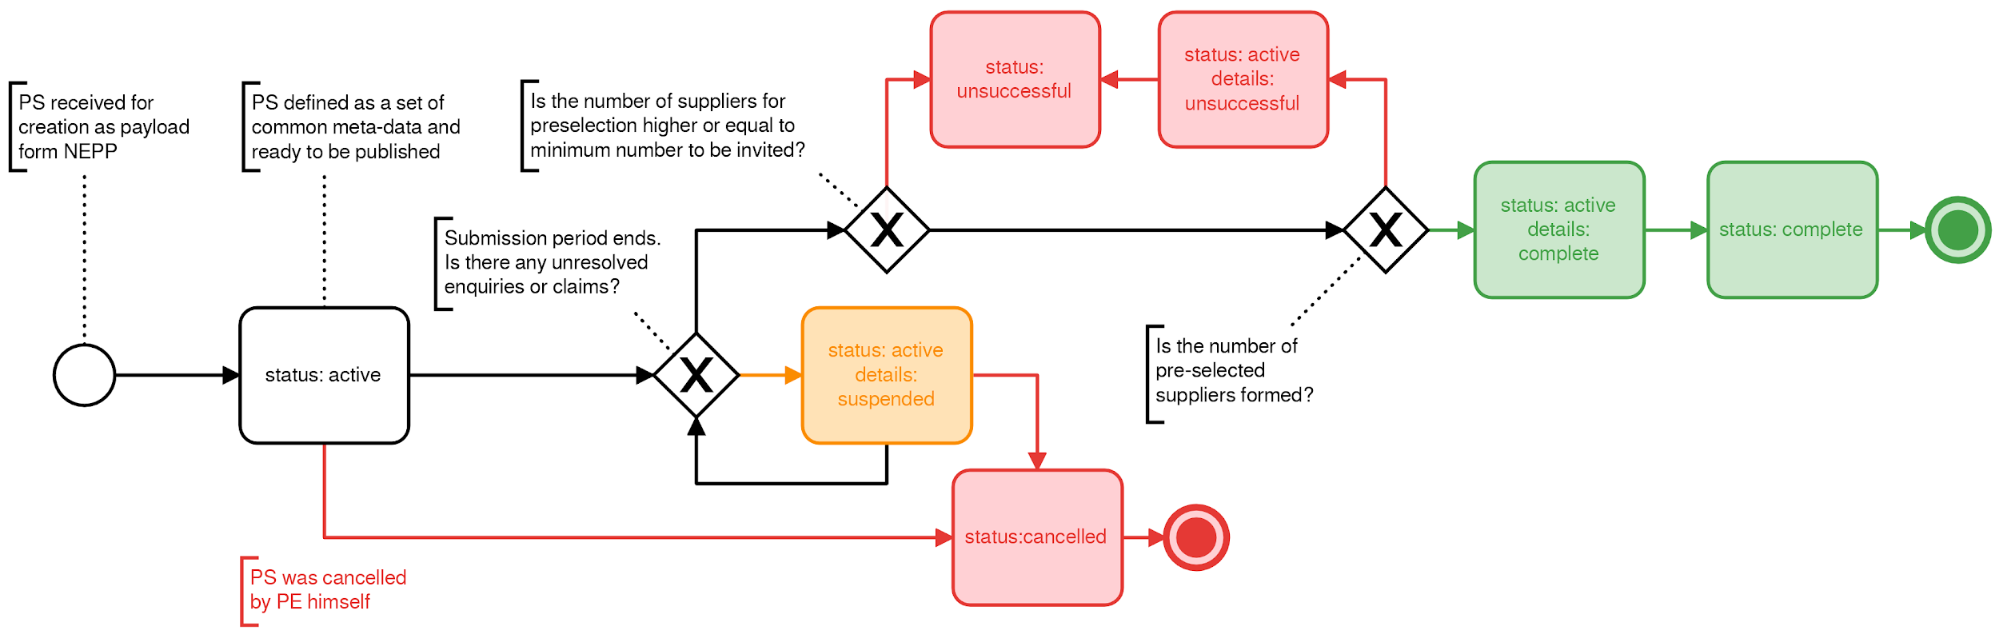 PS received for
creation as payload
form NEPP
PS defined as a set of
common meta-data and
ready to be published
Is the number of suppliers for
preselection higher or equal to
minimum number to be invited?
status:
unsuccessful
status: active
details:
unsuccessful
Submission period ends.
Is there any unresolved
enquiries or claims?
X
X
status: active
details:
complete
status: complete
status: active
X
status: active
details:
suspended
Is the number of
pre-selected
suppliers formed?
status:cancelled
PS was cancelled
by PE himself